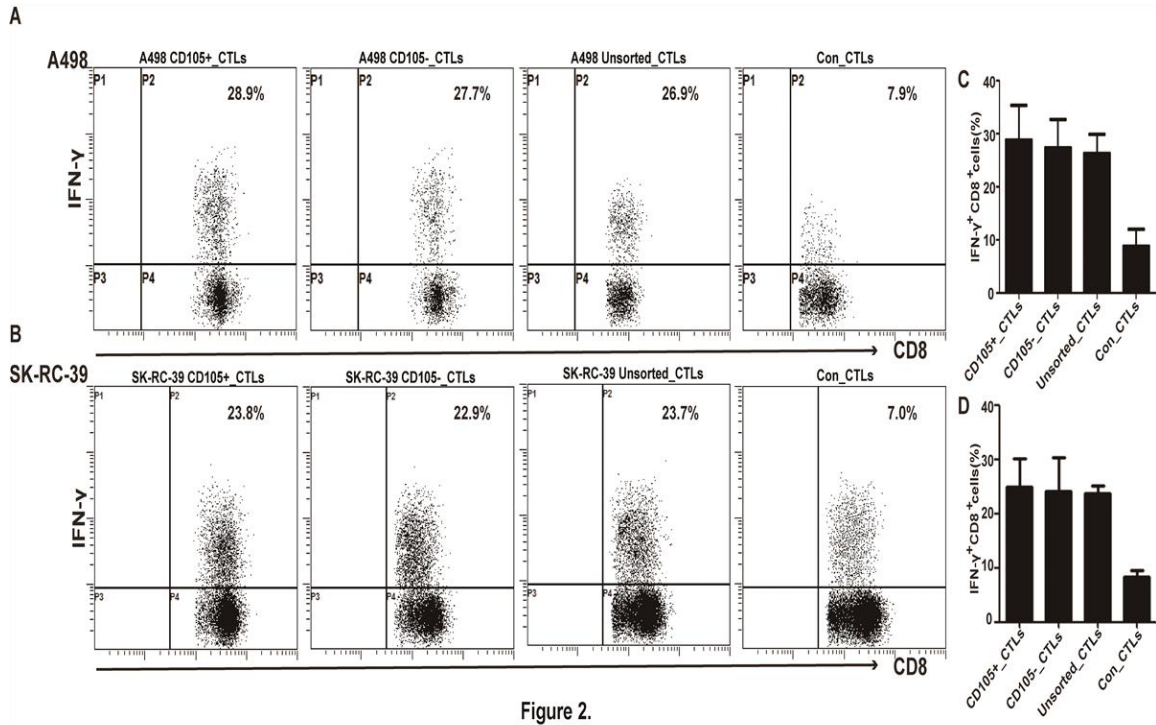 A
A498
A498 CD105+_CTLs
A498 CD105-_CTLs
A498 Unsorted_CTLs
Con_CTLs
P1
P2
28.9%
P3
P4
P1
P2
27.7%
P3
P4
P1
P2
26.9%
P3
P4
P1
P2
7.9%
P3
P4
IFN-γ
CD8
B
SK-RC-39
SK-RC-39 CD105+_CTLs
SK-RC-39 CD105-_CTLs
SK-RC-39 Unsorted_CTLs
Con_CTLs
P1
P2
23.8%
P3
P4
P1
P2
22.9%
P3
P4
P1
P2
23.7%
P3
P4
P1
P2
7.0%
P3
P4
IFN-γ
CD8
C
IFN-γ+ CD8+cells(%)
40
30
20
10
0
CD105+_CTLs
CD105-_CTLs
Unsorted_CTLs
Con_CTLs
D
IFN-γ+CD8+cells(%)
40
30
20
10
0
CD105+_CTLs
CD105-_CTLs
Unsorted_CTLs
Con_CTLs
Figure 2.